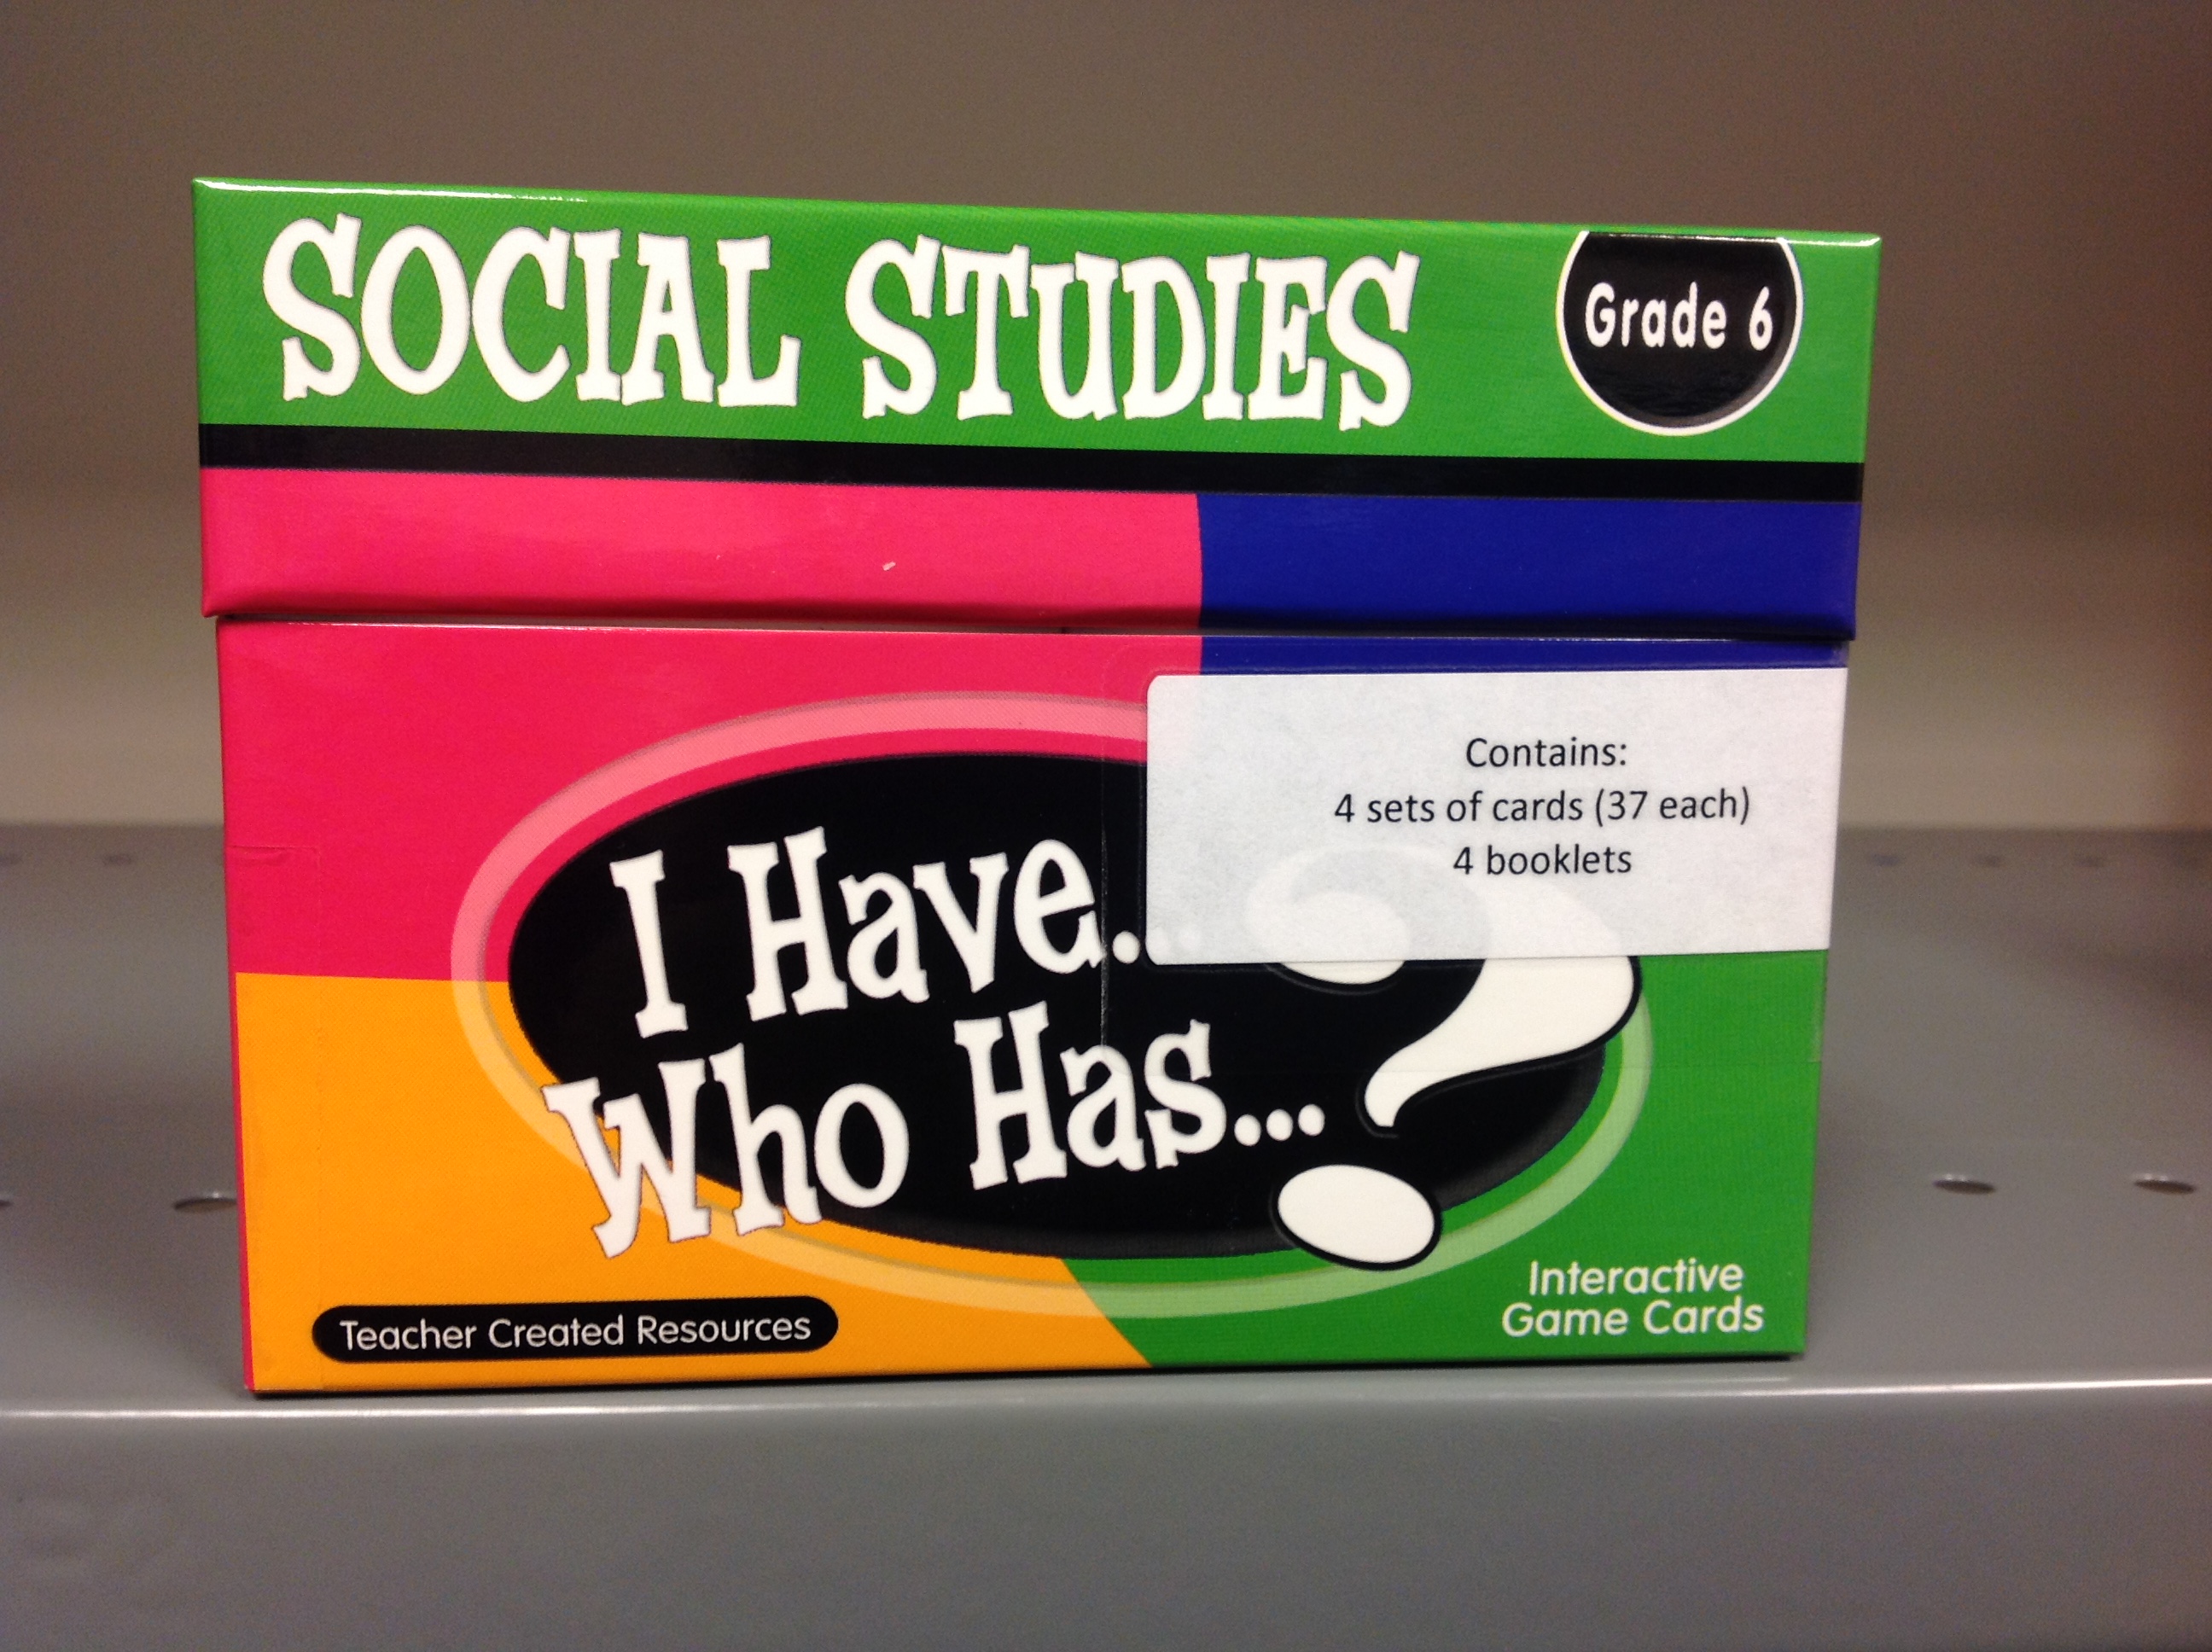 SOCIAL STUDIES
Grade 6
Contains:
4 sets of cards (37 each)
4 booklets
I Have...
Who Has...?
Teacher Created Resources
Interactive
Game Cards